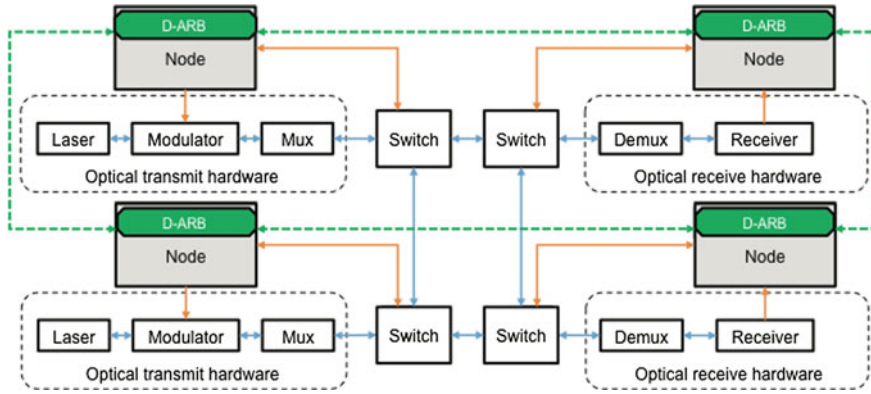 D-ARB
D-ARB
Node
Node
Laser
Modulator
Mux
Switch
Switch
Demux
Receiver
Optical transmit hardware
Optical receive hardware
D-ARB
D-ARB
Node
Node
Laser
Modulator
Mux
Switch
Switch
Demux
Receiver
Optical transmit hardware
Optical receive hardware